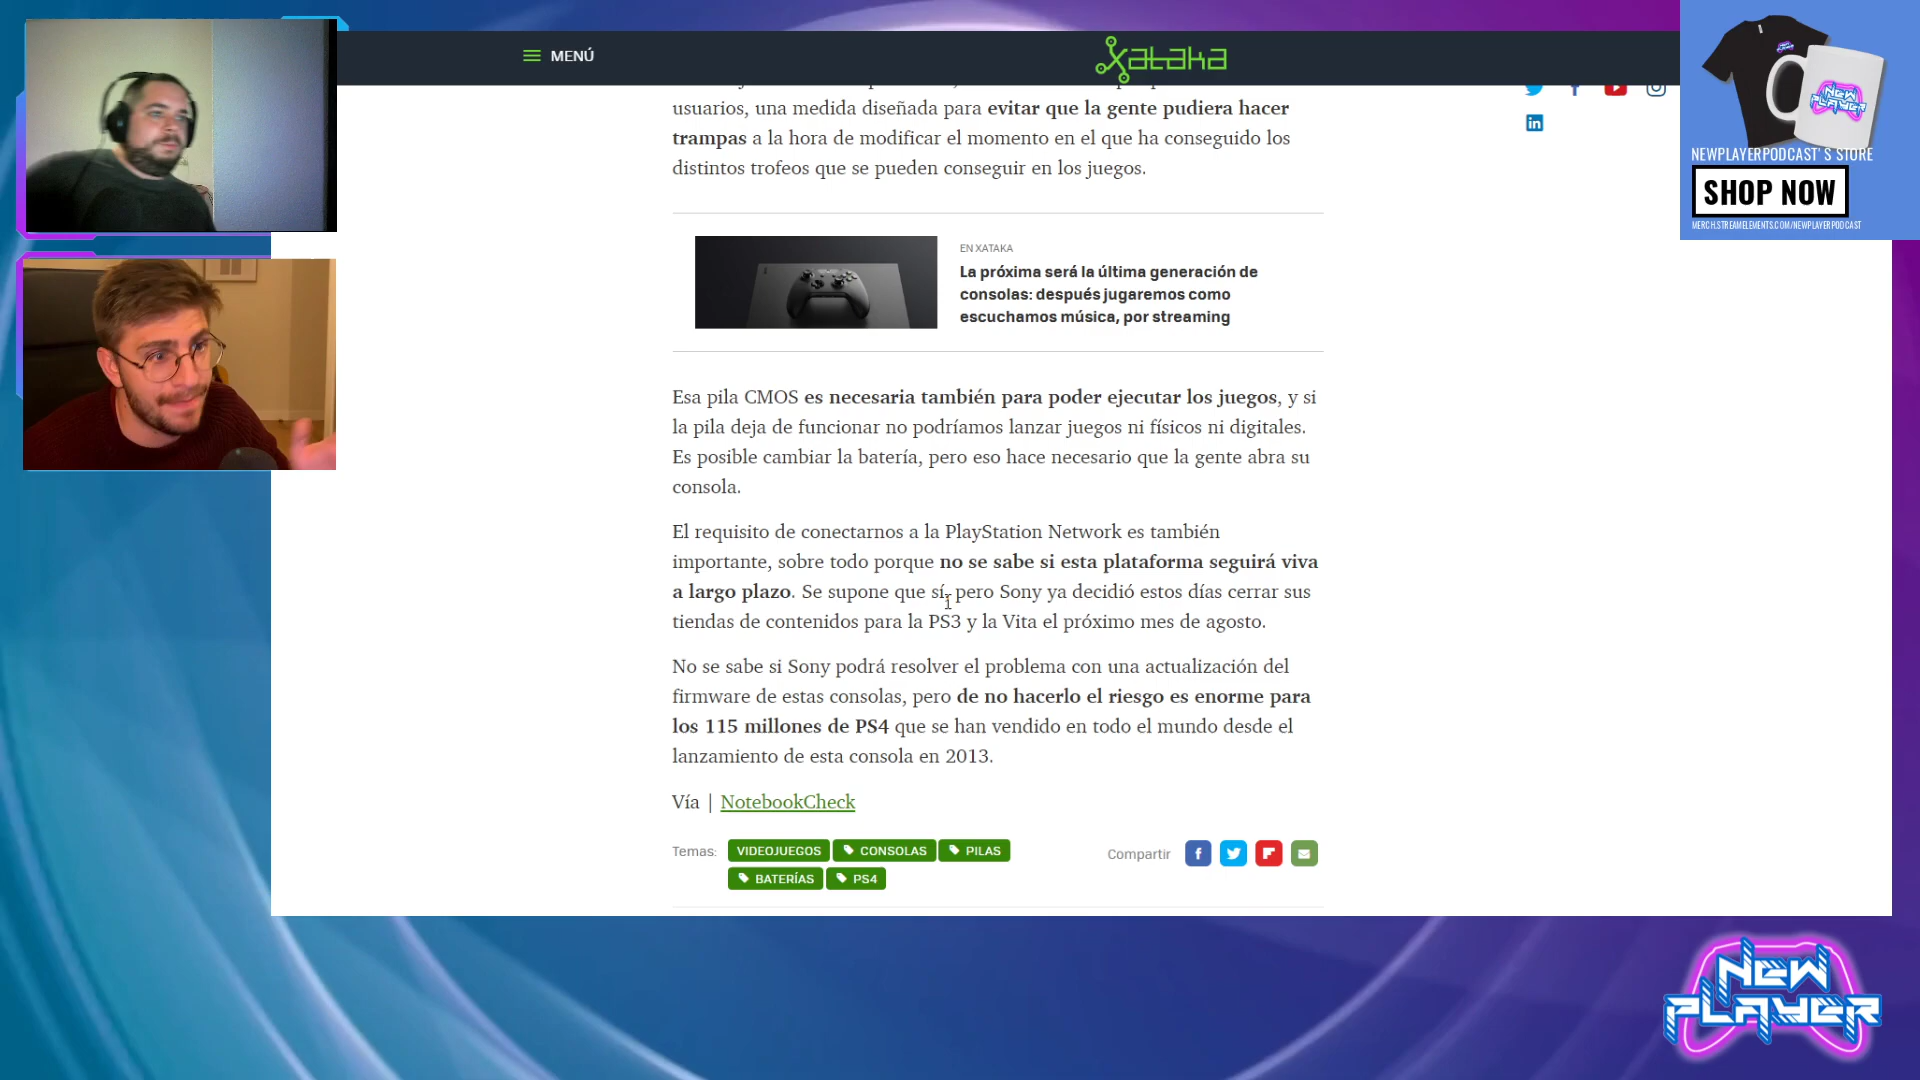 MENÚ
xataka
usuarios, una medida diseñada para evitar que la gente pudiera hacer
trampas a la hora de modificar el momento en el que ha conseguido los
distintos trofeos que se pueden conseguir en los juegos.
EN XATAKA
La próxima será la última generación de
consolas: después jugaremos como
escuchamos música, por streaming
Esa pila CMOS es necesaria también para poder ejecutar los juegos, y si
la pila deja de funcionar no podríamos lanzar juegos ni físicos ni digitales.
Es posible cambiar la batería, pero eso hace necesario que la gente abra su
consola.
El requisito de conectarnos a la PlayStation Network es también
importante, sobre todo porque no se sabe si esta plataforma seguirá viva
a largo plazo. Se supone que sí, pero Sony ya decidió estos días cerrar sus
tiendas de contenidos para la PS3 y la Vita el próximo mes de agosto.
No se sabe si Sony podrá resolver el problema con una actualización del
firmware de estas consolas, pero de no hacerlo el riesgo es enorme para
los 115 millones de PS4 que se han vendido en todo el mundo desde el
lanzamiento de esta consola en 2013.
Vía | NotebookCheck
Temas: VIDEOJUEGOS CONSOLAS PILAS
BATERÍAS PS4
Compartir
NEW
PLAYER
NEWPLAYERPODCAST'S STORE
SHOP NOW
MERCH.STREAMELEMENTS.COM/NEWPLAYERPODCAST
NEW
PLAYER